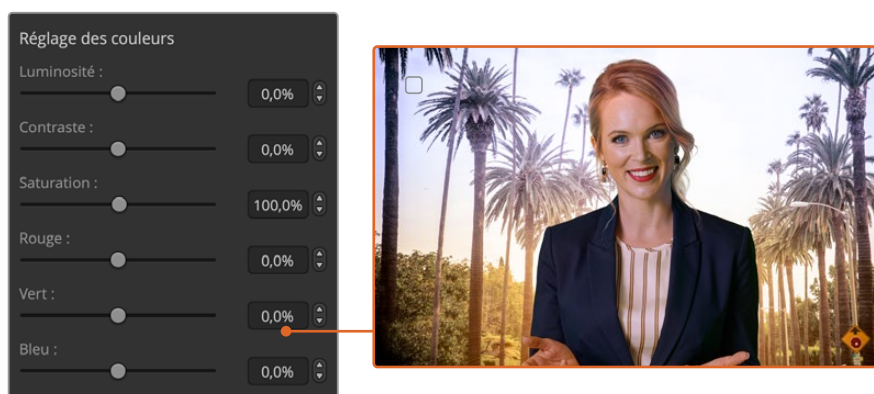 Réglage des couleurs
Luminosité :
0,0%
Contraste :
0,0%
Saturation :
100,0%
Rouge :
0,0%
Vert :
0,0%
Bleu :
0,0%